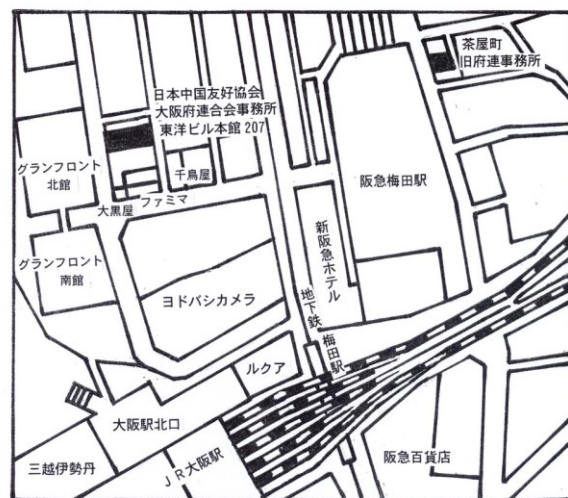 茶屋町
旧府連事務所
日本中国友好協会
大阪府連合会事務所
東洋ビル本館 207
グランフロント
北館
千鳥屋
ファミマ
大黒屋
阪急梅田駅
グランフロント
南館
新阪急ホテル
ヨドバシカメラ
地下鉄 梅田駅
ルクア
大阪駅北口
三越伊勢丹
JR大阪駅
阪急百貨店